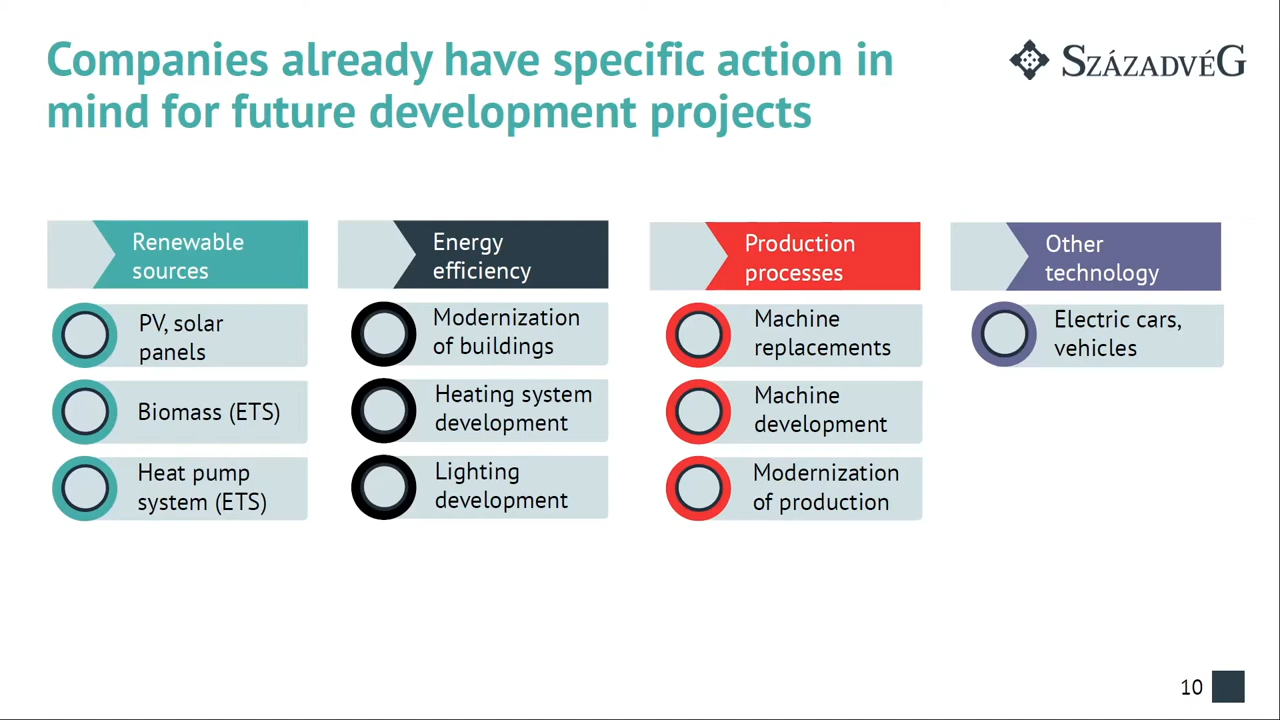 Companies already have specific action in
mind for future development projects
SZÁZADVÉG
Renewable
sources
PV, solar
panels
Biomass (ETS)
Heat pump
system (ETS)
Energy
efficiency
Modernization
of buildings
Heating system
development
Lighting
development
Production
processes
Machine
replacements
Machine
development
Modernization
of production
Other
technology
Electric cars,
vehicles
10